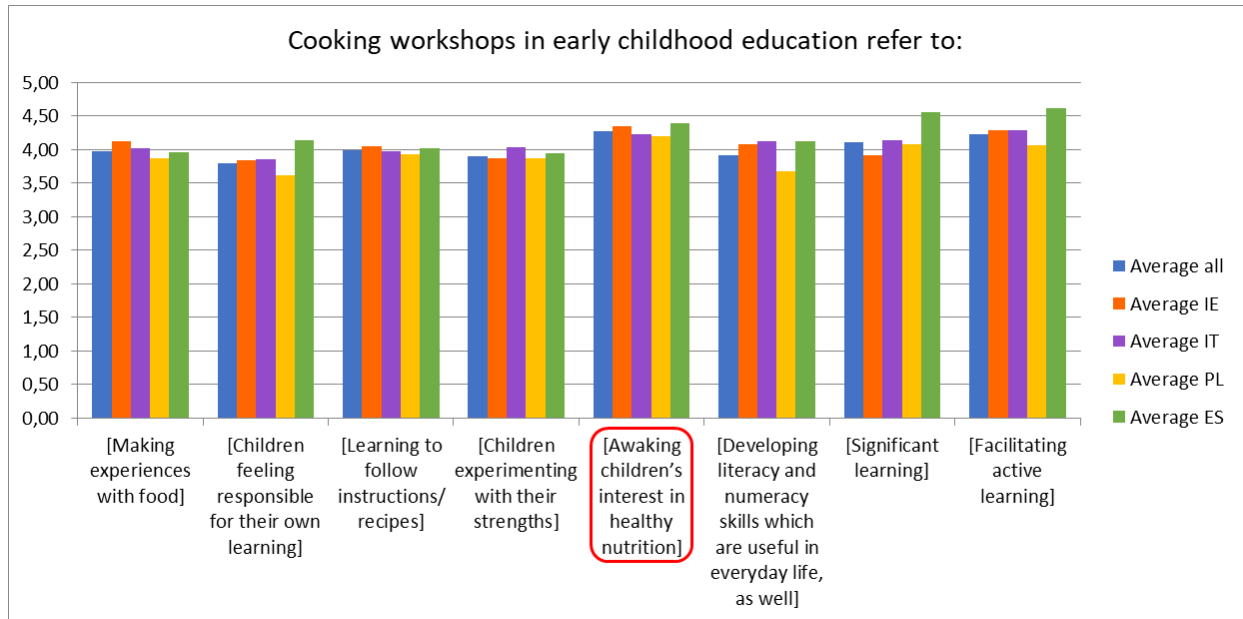 Cooking workshops in early childhood education refer to:
5,00
4,50
4,00
3,50
3,00
2,50
2,00
1,50
1,00
0,50
0,00
[Making
experiences
with food]
[Children
feeling
responsible
for their own
learning]
[Learning to
follow
instructions/
recipes]
[Children
experimenting
with their
strengths]
[Awaking
children's
interest in
healthy
nutrition]
[Developing
literacy and
numeracy
skills which
are useful in
everyday life,
as well]
[Significant
learning]
[Facilitating
active
learning]
Average all
Average IE
Average IT
Average PL
Average ES